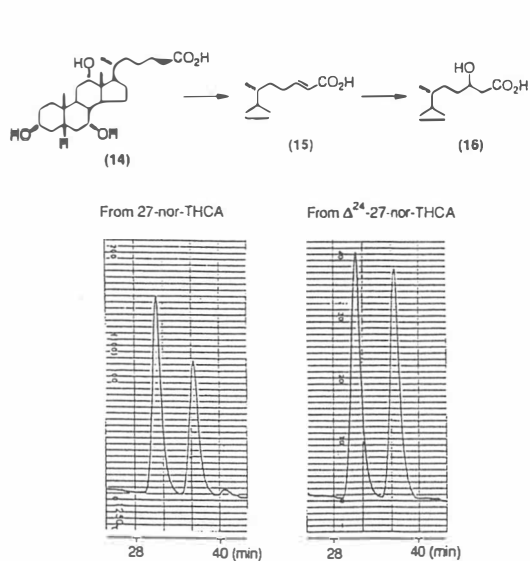 HO CO₂H
HO H OH
(14)
CO₂H
(15)
HO CO₂H
(16)
From 27-nor-THCA From Δ²⁴-27-nor-THCA
28 40 (min)
28 40 (min)